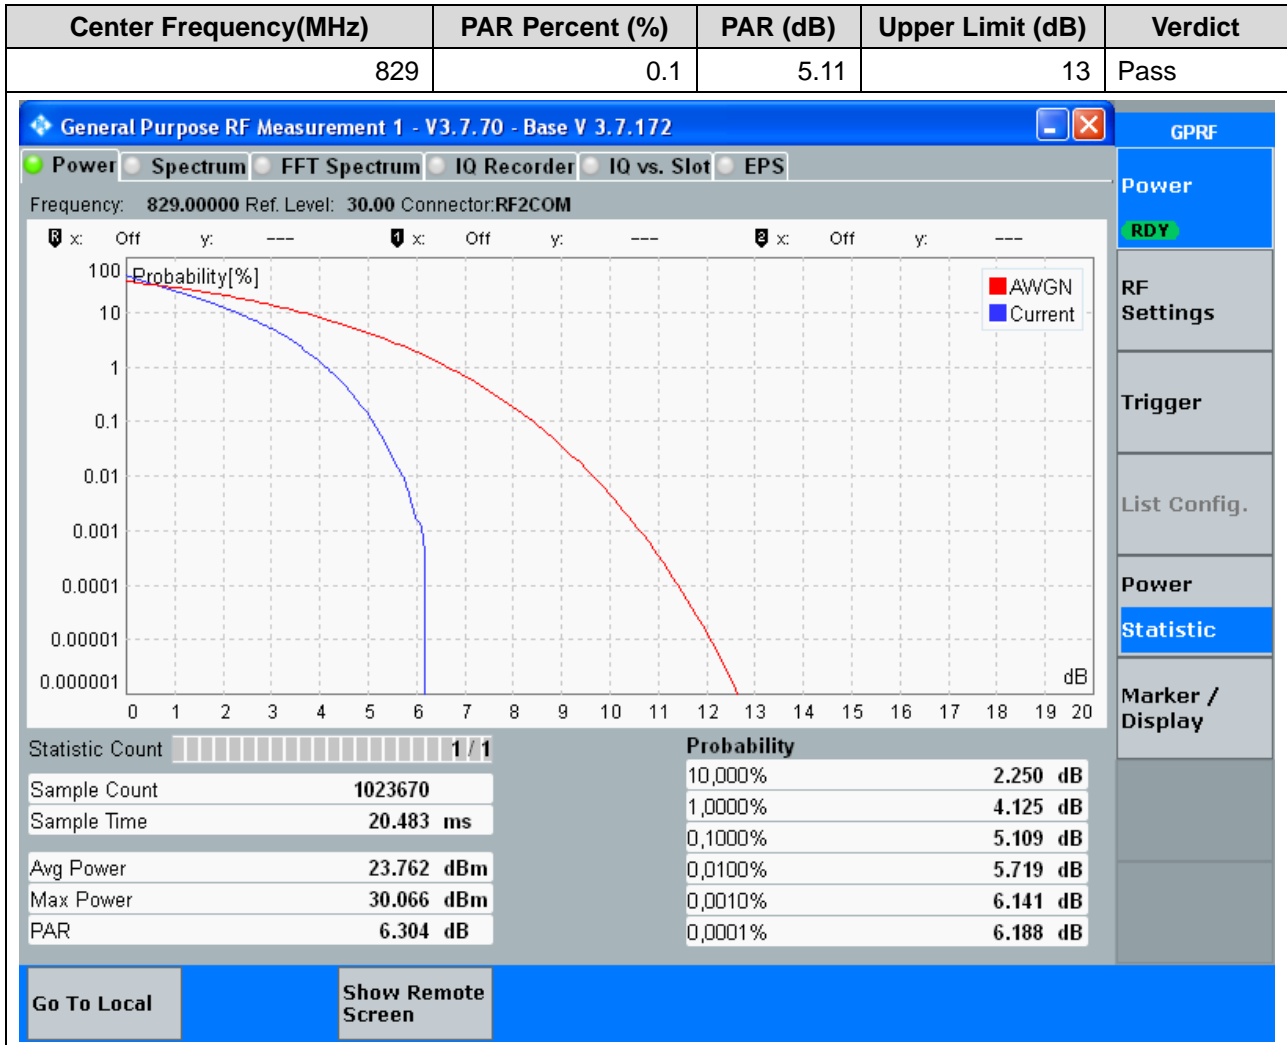 Center Frequency(MHz) PAR Percent (%) PAR (dB) Upper Limit (dB) Verdict
829 0.1 5.11 13 Pass
General Purpose RF Measurement 1 - V3.7.70 - Base V 3.7.172
GPRF
Power Spectrum FFT Spectrum IQ Recorder IQ vs. Slot EPS
Frequency: 829.00000 Ref. Level: 30.00 Connector:RF2COM
R x: Off y: --- 1 x: Off y: --- 2 x: Off y: ---
Probability[%]
AWGN
Current
100
10
1
0.1
0.01
0.001
0.0001
0.00001
0.000001
dB
0 1 2 3 4 5 6 7 8 9 10 11 12 13 14 15 16 17 18 19 20
Statistic Count 1 / 1
Sample Count 1023670
Sample Time 20.483 ms
Avg Power 23.762 dBm
Max Power 30.066 dBm
PAR 6.304 dB
Probability
10,000% 2.250 dB
1,0000% 4.125 dB
0,1000% 5.109 dB
0,0100% 5.719 dB
0,0010% 6.141 dB
0,0001% 6.188 dB
Power
RDY
RF
Settings
Trigger
List Config.
Power
Statistic
Marker /
Display
Go To Local
Show Remote
Screen